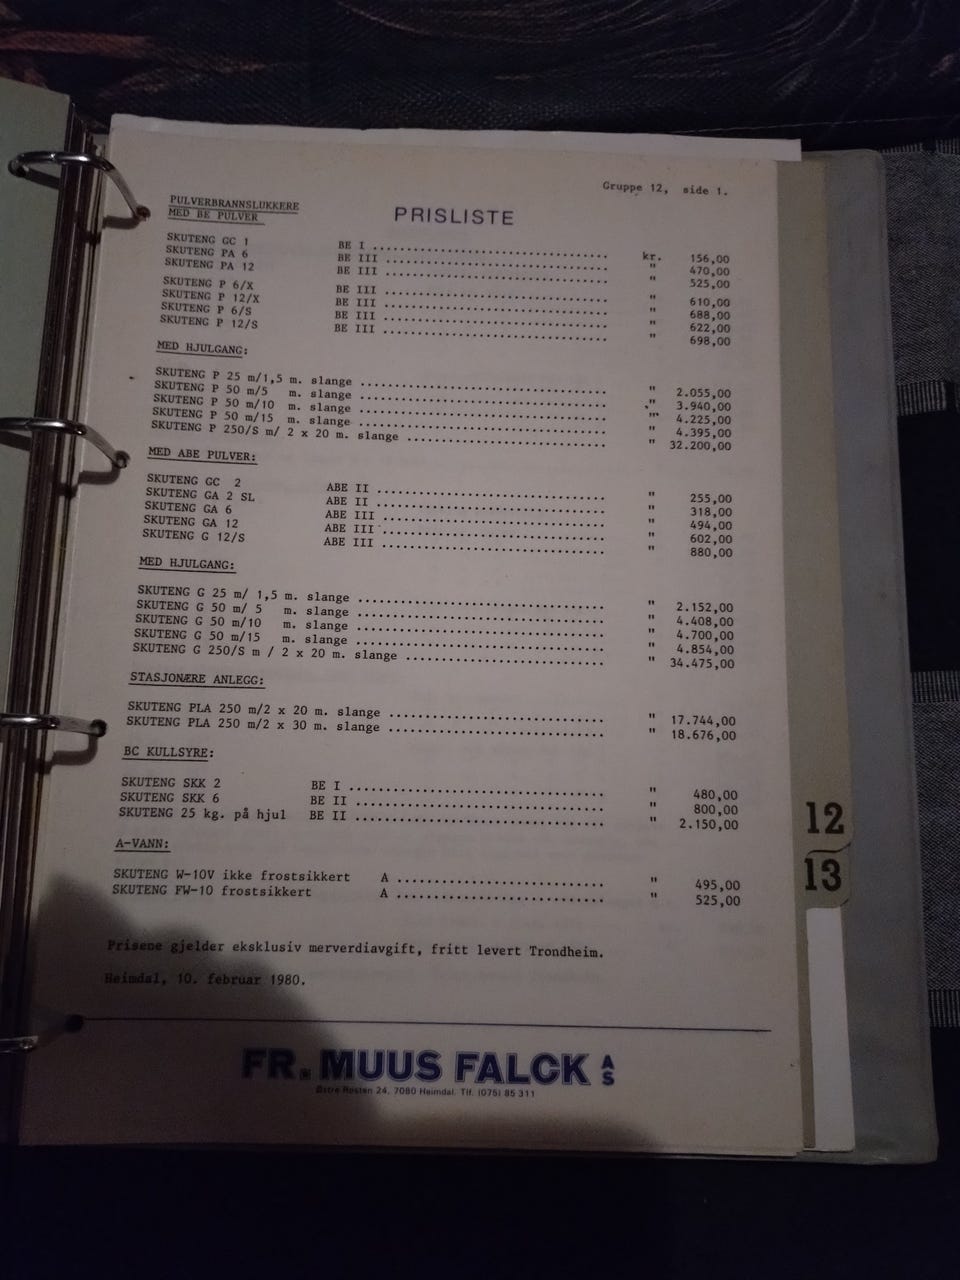 Gruppe 12, side 1.
PULVERBRANNSLUKKERE
MED BE PULVER
PRISLISTE
SKUTENG GC 1 BE I .................................. kr. 156,00
SKUTENG PA 6 BE III ................................ " 470,00
SKUTENG PA 12 BE III ................................ " 525,00
SKUTENG P 6/X BE III ................................ " 610,00
SKUTENG P 12/X BE III ................................ " 688,00
SKUTENG P 6/S BE III ................................ " 622,00
SKUTENG P 12/S BE III ................................ " 698,00
MED HJULGANG:
SKUTENG P 25 m/1,5 m. slange ................................... " 2.055,00
SKUTENG P 50 m/5 m. slange ................................... " 3.940,00
SKUTENG P 50 m/10 m. slange ................................... " 4.225,00
SKUTENG P 50 m/15 m. slange ................................... " 4.395,00
SKUTENG P 250/S m/ 2 x 20 m. slange ............................. " 32.200,00
MED ABE PULVER:
SKUTENG GC 2 ABE II ................................. " 255,00
SKUTENG GA 2 SL ABE II ................................. " 318,00
SKUTENG GA 6 ABE III ................................ " 494,00
SKUTENG GA 12 ABE III ................................ " 602,00
SKUTENG G 12/S ABE III ................................ " 880,00
MED HJULGANG:
SKUTENG G 25 m/ 1,5 m. slange ................................... " 2.152,00
SKUTENG G 50 m/ 5 m. slange ................................... " 4.408,00
SKUTENG G 50 m/10 m. slange ................................... " 4.700,00
SKUTENG G 50 m/15 m. slange ................................... " 4.854,00
SKUTENG G 250/S m / 2 x 20 m. slange ............................. " 34.475,00
STASJONÆRE ANLEGG:
SKUTENG PLA 250 m/2 x 20 m. slange ............................... " 17.744,00
SKUTENG PLA 250 m/2 x 30 m. slange ............................... " 18.676,00
BC KULLSYRE:
SKUTENG SKK 2 BE I .................................... " 480,00
SKUTENG SKK 6 BE II ................................... " 800,00
SKUTENG 25 kg. på hjul BE II ................................... " 2.150,00
A-VANN:
SKUTENG W-10V ikke frostsikkert A .............................. " 495,00
SKUTENG FW-10 frostsikkert A .............................. " 525,00
Prisene gjelder eksklusiv merverdiavgift, fritt levert Trondheim.
Heimdal, 10. februar 1980.
FR. MUUS FALCK AS
Østre Rosten 24, 7080 Heimdal. Tlf. (075) 85 311
12
13